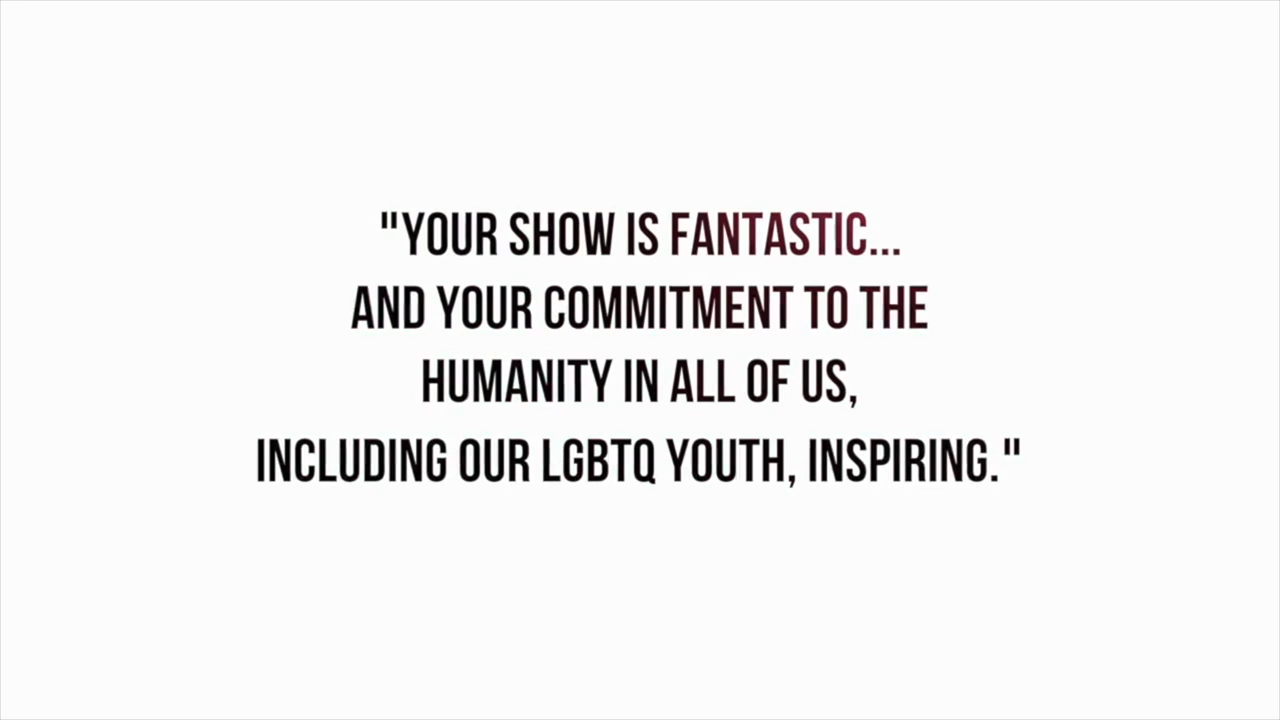 "YOUR SHOW IS FANTASTIC...
AND YOUR COMMITMENT TO THE
HUMANITY IN ALL OF US,
INCLUDING OUR LGBTQ YOUTH, INSPIRING."